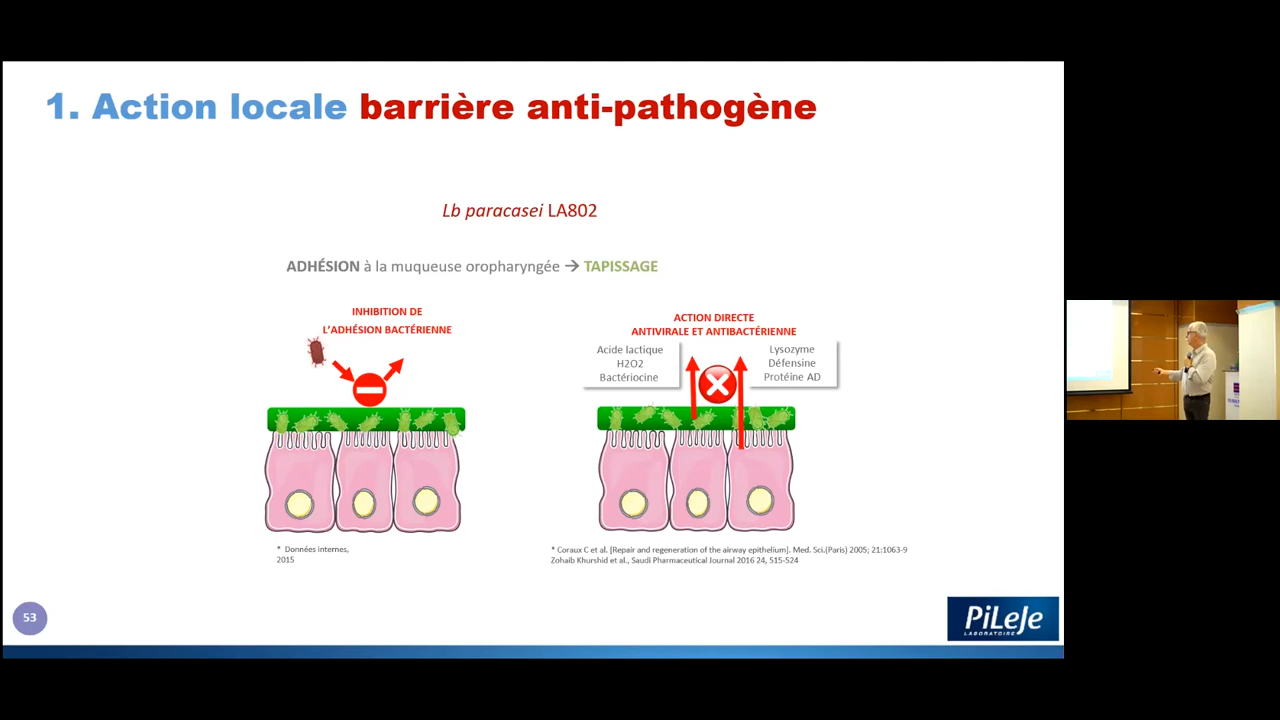 1. Action locale barrière anti-pathogène
Lb paracasei LA802
ADHÉSION à la muqueuse oropharyngée → TAPISSAGE
INHIBITION DE
L'ADHÉSION BACTÉRIENNE
ACTION DIRECTE
ANTIVIRALE ET ANTIBACTÉRIENNE
Acide lactique
H2O2
Bactériocine
Lysozyme
Défensine
Protéine AD
* Données internes,
2015
* Coraux C et al. [Repair and regeneration of the airway epithelium]. Med. Sci.(Paris) 2005; 21:1063-9
Zohaib Khurshid et al., Saudi Pharmaceutical Journal 2016 24, 515-524
53
PiLeJe
LABORATOIRE